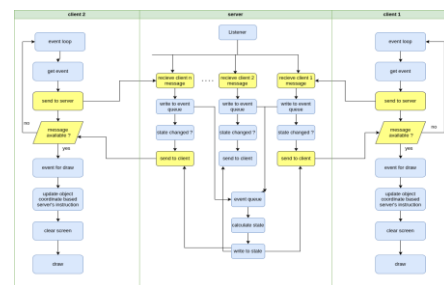 client 2
server
client 1
event loop
get event
send to server
no
message
available ?
yes
event for draw
update object
coordinate based
server's instruction
clear screen
draw
Listener
recieve client n
message
recieve client 2
message
recieve client 1
message
write to event
queue
write to event
queue
write to event
queue
state changed ?
state changed ?
state changed ?
send to client
send to client
send to client
event queue
calculate state
write to state
event loop
get event
send to server
message
available ?
no
yes
event for draw
update object
coordinate based
server's instruction
clear screen
draw